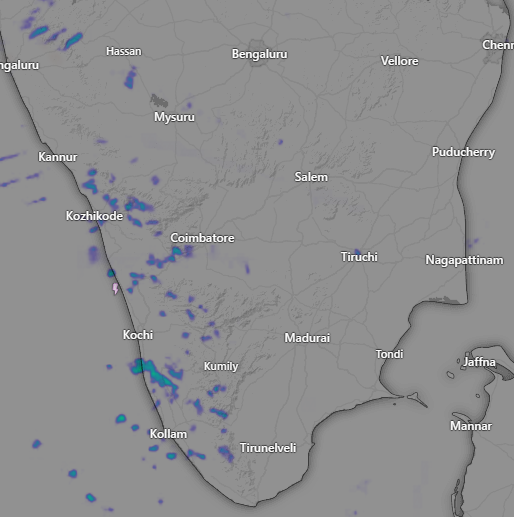 Hassan
Bengaluru
Vellore
Chenn
ngaluru
Mysuru
Kannur
Puducherry
Salem
Kozhikode
Coimbatore
Tiruchi
Nagapattinam
Kochi
Madurai
Tondi
Kumily
Jaffna
Mannar
Kollam
Tirunelveli